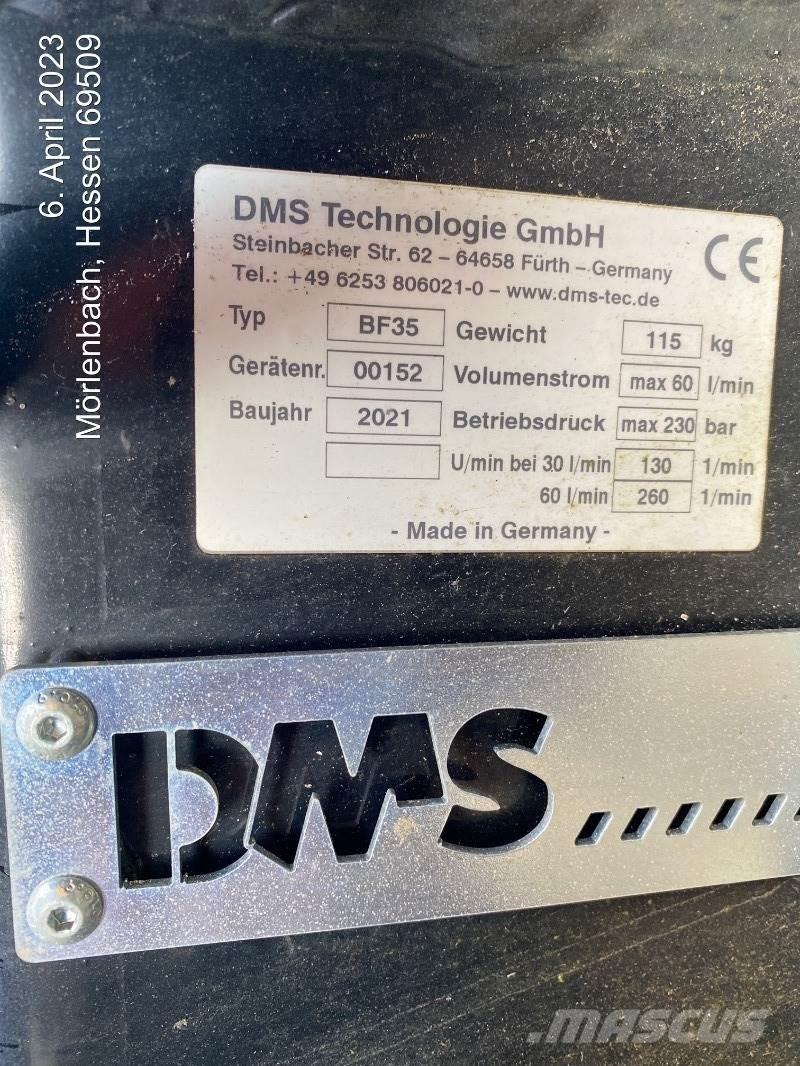 6. April 2023
Mörlenbach, Hessen 69509
DMS Technologie GmbH
Steinbacher Str. 62 – 64658 Fürth – Germany
Tel.: +49 6253 806021-0 – www.dms-tec.de
CE
Typ BF35 Gewicht 115 kg
Gerätenr. 00152 Volumenstrom max 60 l/min
Baujahr 2021 Betriebsdruck max 230 bar
U/min bei 30 l/min 130 1/min
60 l/min 260 1/min
- Made in Germany -
DMS
.MASCUS